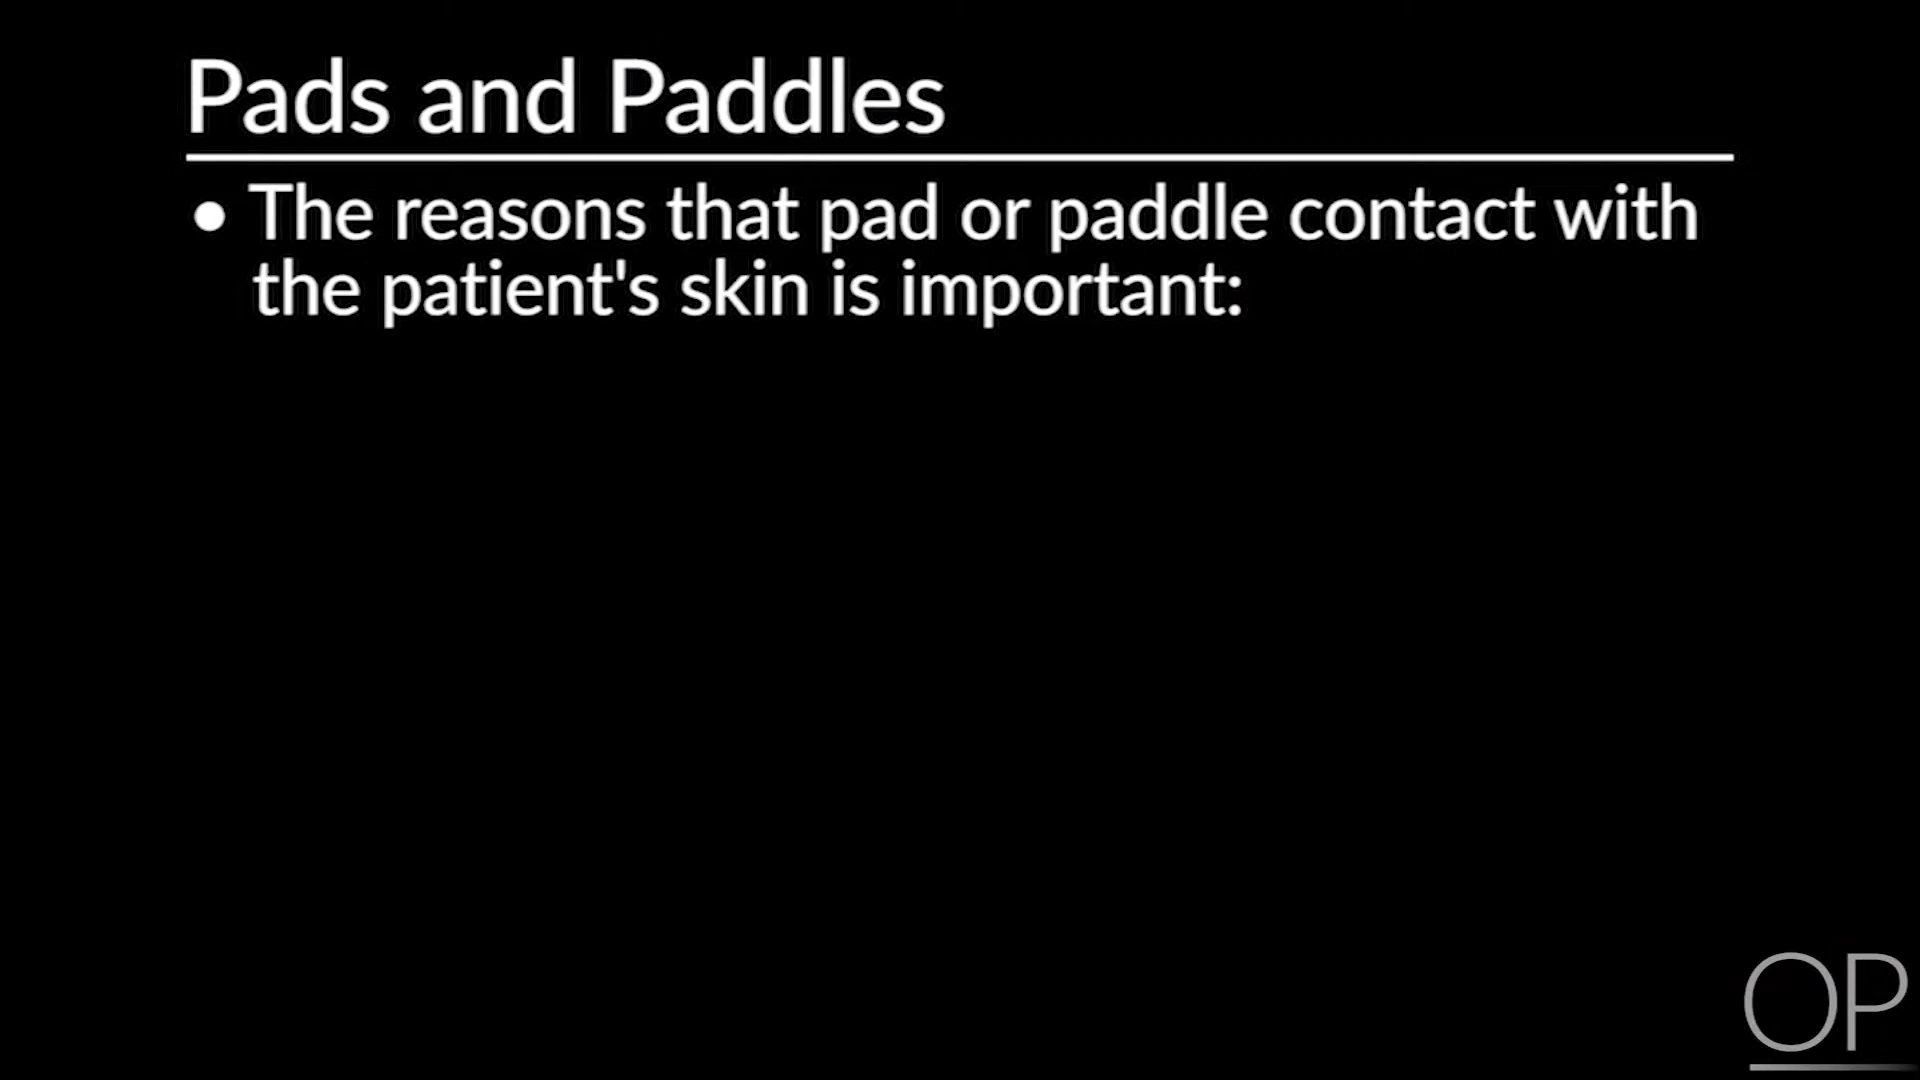 Pads and Paddles
• The reasons that pad or paddle contact with
the patient's skin is important:
OP